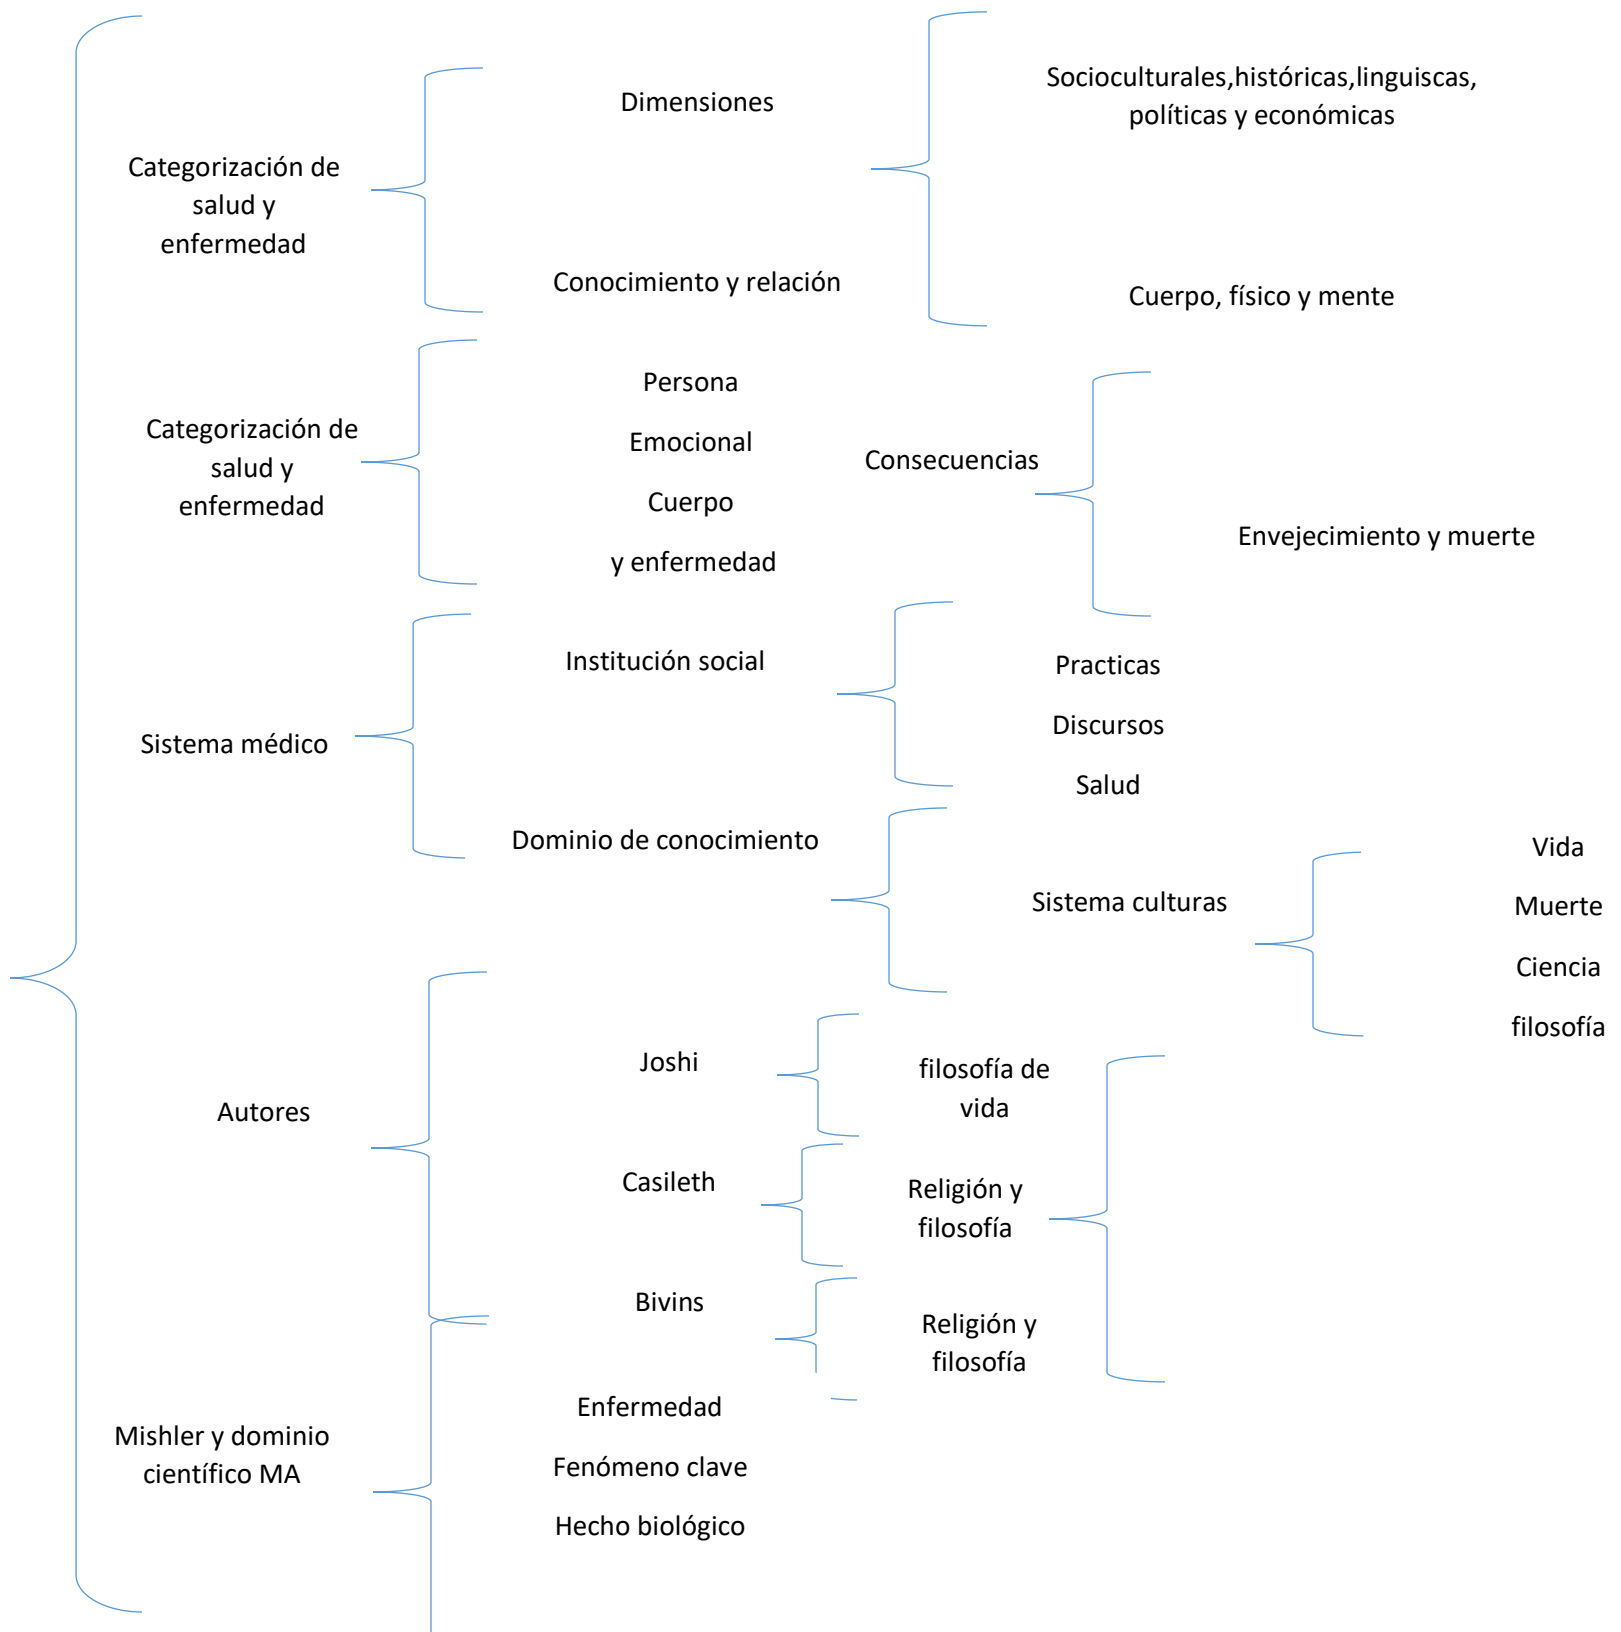 Categorización de
salud y
enfermedad
Dimensiones
Conocimiento y relación
Socioculturales,históricas,linguiscas,
políticas y económicas
Cuerpo, físico y mente
Categorización de
salud y
enfermedad
Persona
Emocional
Cuerpo
y enfermedad
Consecuencias
Envejecimiento y muerte
Sistema médico
Institución social
Practicas
Discursos
Salud
Dominio de conocimiento
Sistema culturas
Vida
Muerte
Ciencia
filosofía
Autores
Joshi
filosofía de
vida
Casileth
Religión y
filosofía
Bivins
Religión y
filosofía
Mishler y dominio
científico MA
Enfermedad
Fenómeno clave
Hecho biológico